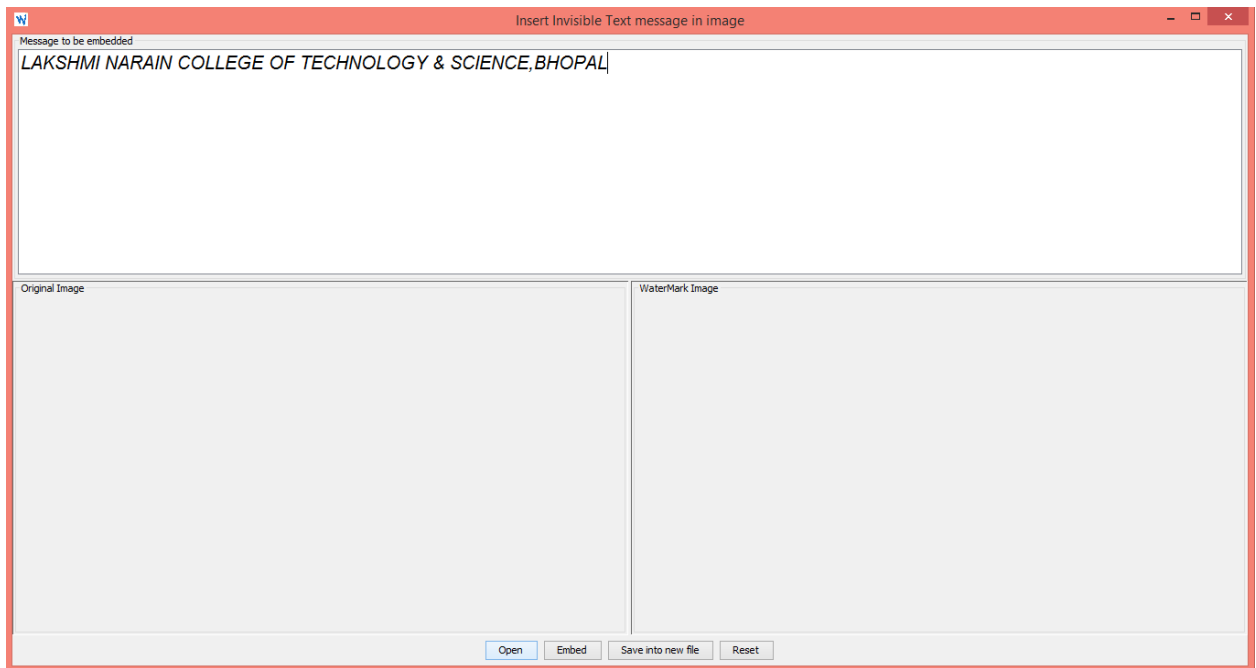 Insert Invisible Text message in image
Message to be embedded
LAKSHMI NARAIN COLLEGE OF TECHNOLOGY & SCIENCE,BHOPAL
Original Image
WaterMark Image
Open Embed Save into new file Reset